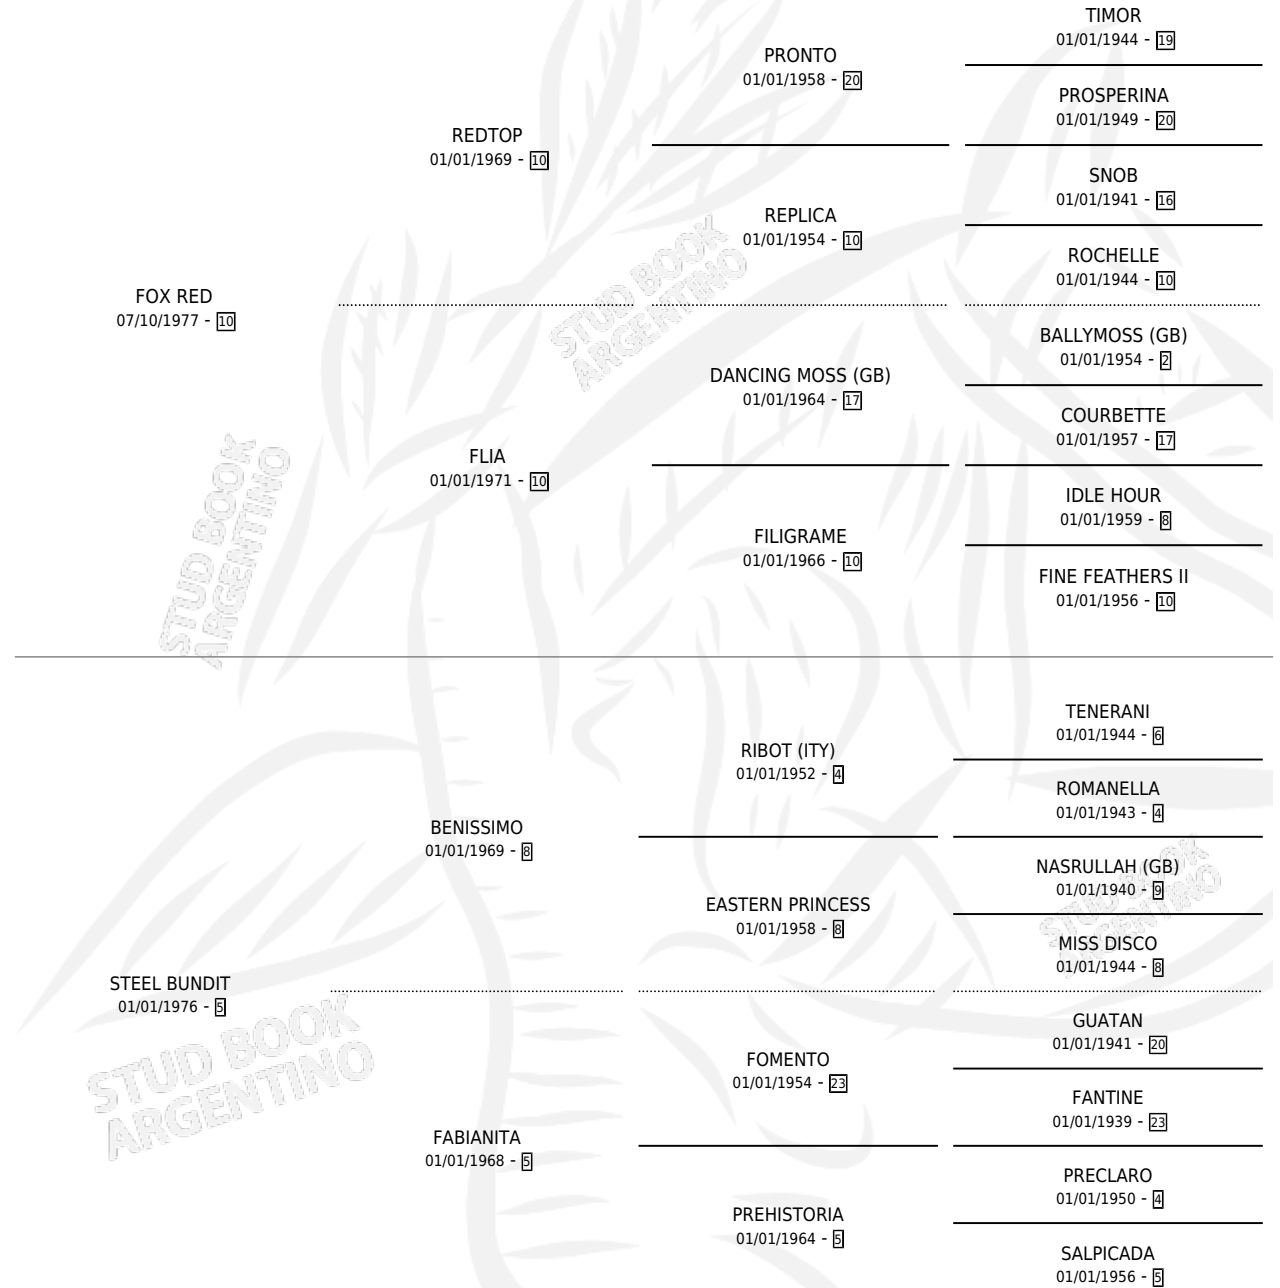 TIMOR
01/01/1944 - 19
PRONTO
01/01/1958 - 20
PROSPERINA
01/01/1949 - 20
REDTOP
01/01/1969 - 10
SNOB
01/01/1941 - 16
REPLICA
01/01/1954 - 10
ROCHELLE
01/01/1944 - 10
FOX RED
07/10/1977 - 10
BALLYMOSS (GB)
01/01/1954 - 2
DANCING MOSS (GB)
01/01/1964 - 17
COURBETTE
01/01/1957 - 17
FLIA
01/01/1971 - 10
IDLE HOUR
01/01/1959 - 8
FILIGRAME
01/01/1966 - 10
FINE FEATHERS II
01/01/1956 - 10
TENERANI
01/01/1944 - 6
RIBOT (ITY)
01/01/1952 - 4
ROMANELLA
01/01/1943 - 4
BENISSIMO
01/01/1969 - 8
NASRULLAH (GB)
01/01/1940 - 9
EASTERN PRINCESS
01/01/1958 - 8
MISS DISCO
01/01/1944 - 8
STEEL BUNDIT
01/01/1976 - 5
GUATAN
01/01/1941 - 20
FOMENTO
01/01/1954 - 23
FANTINE
01/01/1939 - 23
FABIANITA
01/01/1968 - 5
PRECLARO
01/01/1950 - 4
PREHISTORIA
01/01/1964 - 5
SALPICADA
01/01/1956 - 5
STUD BOOK
ARGENTINO
STUD BOOK
ARGENTINO
STUD BOOK
ARGENTINO
STUD BOOK
ARGENTINO